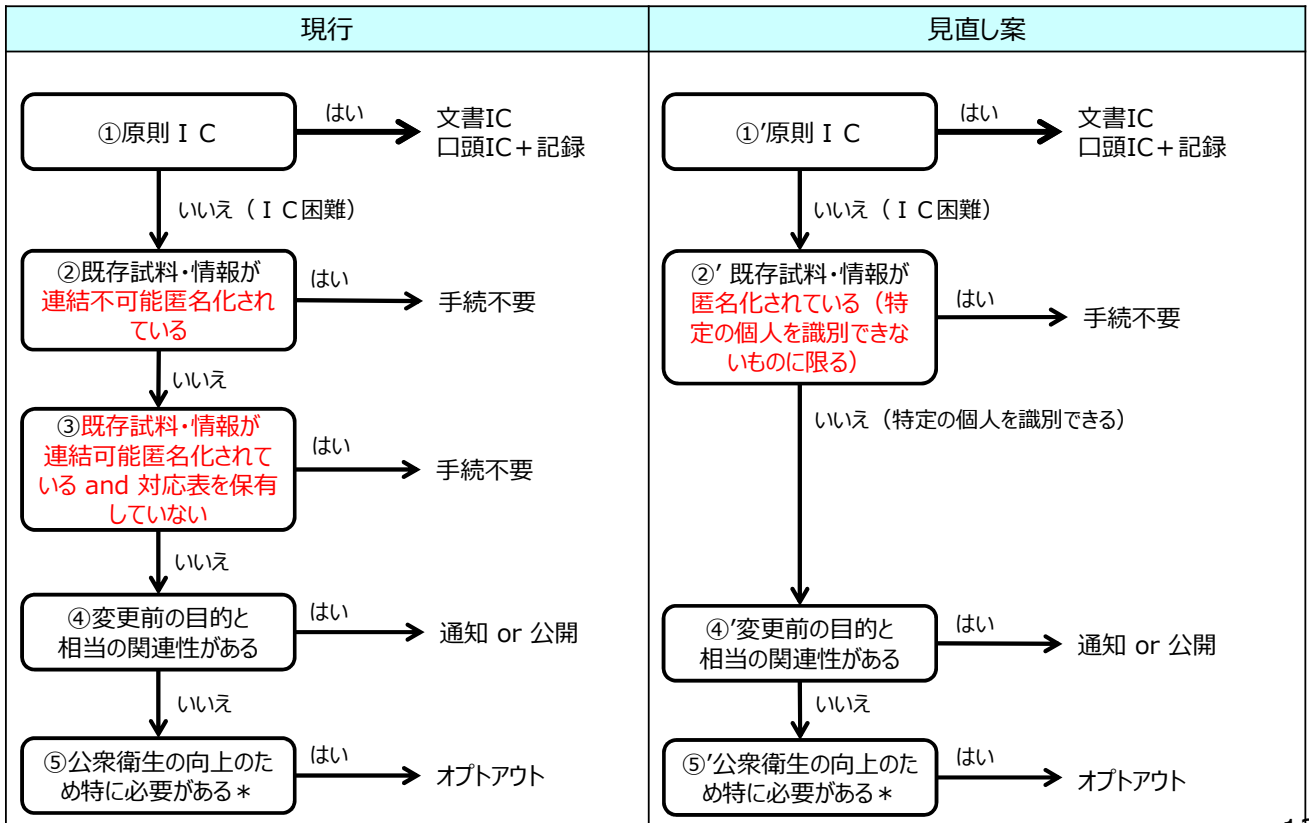 現行
①原則ＩＣ
はい
文書IC
口頭IC＋記録
いいえ（ＩＣ困難）
②既存試料・情報が
連結不可能匿名化され
ている
はい
手続不要
いいえ
③既存試料・情報が
連結可能匿名化されて
いる and 対応表を保有
していない
はい
手続不要
いいえ
④変更前の目的と
相当の関連性がある
はい
通知 or 公開
いいえ
⑤公衆衛生の向上のた
め特に必要がある＊
はい
オプトアウト
見直し案
①’原則ＩＣ
はい
文書IC
口頭IC＋記録
いいえ（ＩＣ困難）
②’ 既存試料・情報が
匿名化されている（特
定の個人を識別できな
いものに限る）
はい
手続不要
いいえ（特定の個人を識別できる）
④’変更前の目的と
相当の関連性がある
はい
通知 or 公開
いいえ
⑤’公衆衛生の向上のた
め特に必要がある＊
はい
オプトアウト